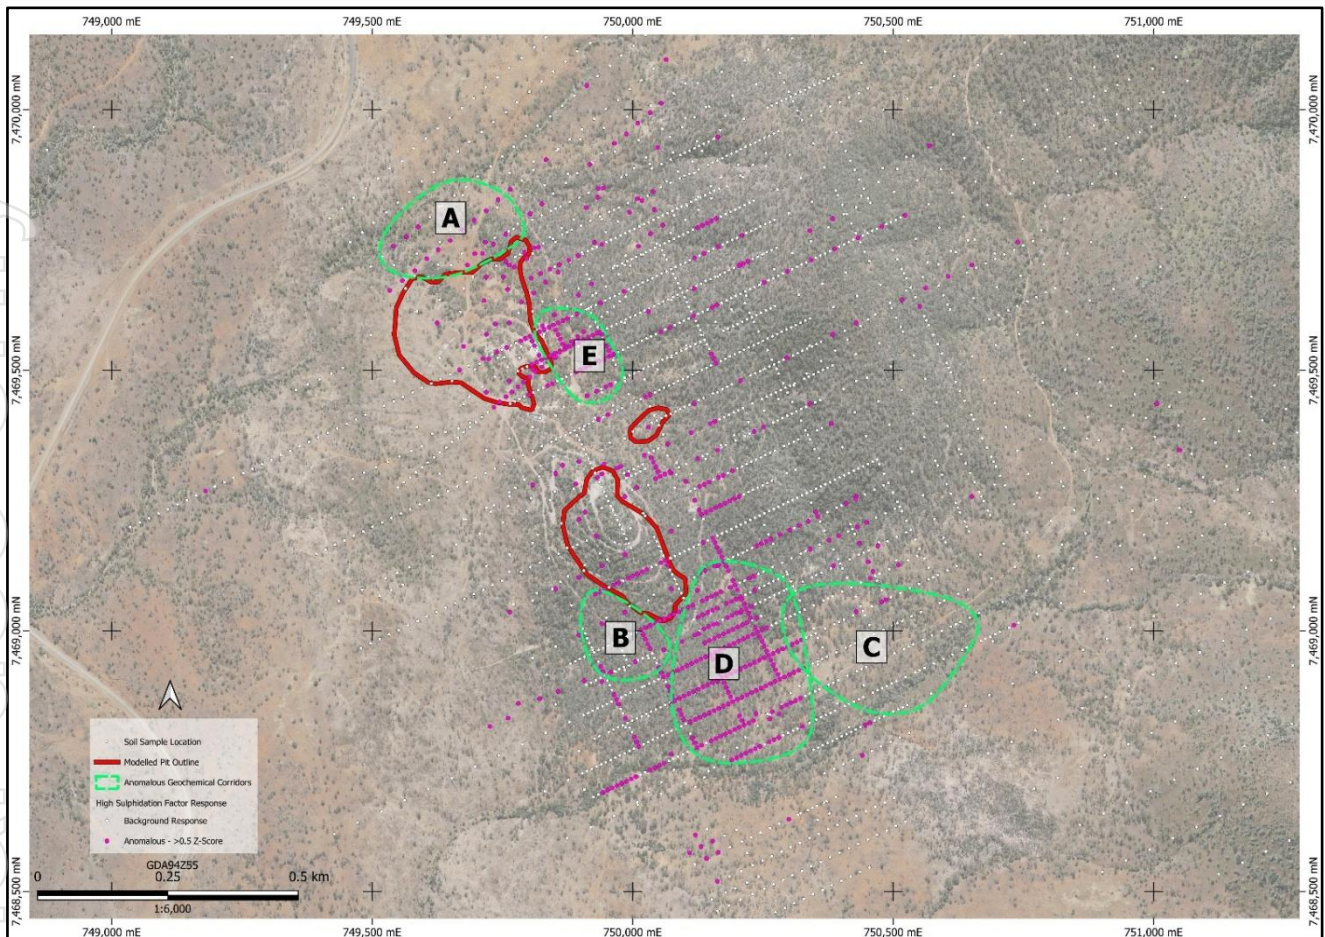 749,000 mE
749,500 mE
750,000 mE
750,500 mE
751,000 mE
7,470,000 mN
7,470,000 mN
A
E
7,469,500 mN
7,469,500 mN
B
D
C
7,469,000 mN
7,469,000 mN
Soil Sample Location
Modelled Pit Outline
Anomalous Geochemical Corridors
High Sulphidation Factor Response
Background Response
Anomalous - >0.5 Z-Score
GDA94Z55
0 0.25 0.5 km
1:6,000
7,468,500 mN
7,468,500 mN
749,000 mE
749,500 mE
750,000 mE
750,500 mE
751,000 mE